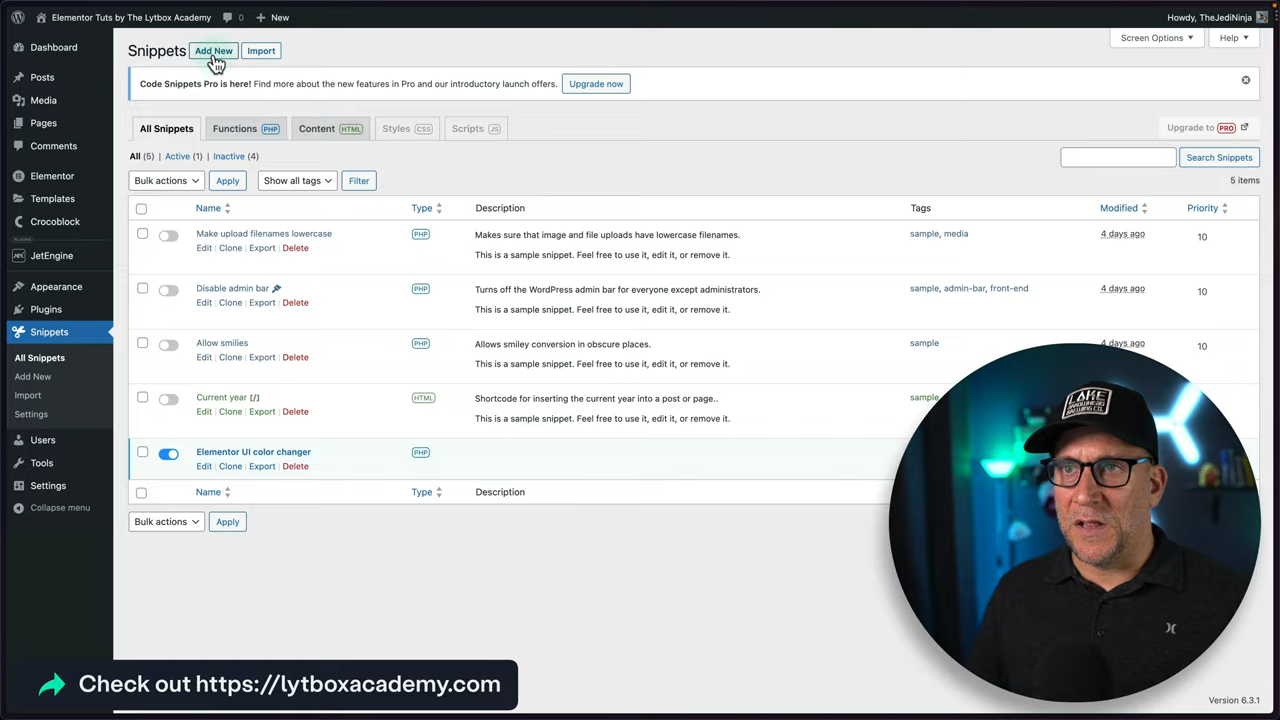 Elementor Tuts by The Lytbox Academy 0 New Howdy, TheJediNinja
Screen Options Help
Dashboard
Posts
Media
Pages
Comments
Elementor
Templates
Crocoblock
JetEngine
Appearance
Plugins
Snippets
All Snippets
Add New
Import
Settings
Users
Tools
Settings
Collapse menu
Snippets Add New Import
Code Snippets Pro is here! Find more about the new features in Pro and our introductory launch offers. Upgrade now
All Snippets Functions PHP Content HTML Styles CSS Scripts JS Upgrade to PRO
All (5) | Active (1) | Inactive (4)
Search Snippets
Bulk actions Apply Show all tags Filter 5 items
Name Type Description Tags Modified Priority
Make upload filenames lowercase PHP Makes sure that image and file uploads have lowercase filenames. sample, media 4 days ago 10
Edit | Clone | Export | Delete This is a sample snippet. Feel free to use it, edit it, or remove it.
Disable admin bar PHP Turns off the WordPress admin bar for everyone except administrators. sample, admin-bar, front-end 4 days ago 10
Edit | Clone | Export | Delete This is a sample snippet. Feel free to use it, edit it, or remove it.
Allow smilies PHP Allows smiley conversion in obscure places. sample 4 days ago 10
Edit | Clone | Export | Delete This is a sample snippet. Feel free to use it, edit it, or remove it.
Current year [/] HTML Shortcode for inserting the current year into a post or page.. sample
Edit | Clone | Export | Delete This is a sample snippet. Feel free to use it, edit it, or remove it.
Elementor UI color changer PHP
Edit | Clone | Export | Delete
Name Type Description
Bulk actions Apply
LAKE
BREWING CO.
Check out https://lytboxacademy.com
Version 6.3.1